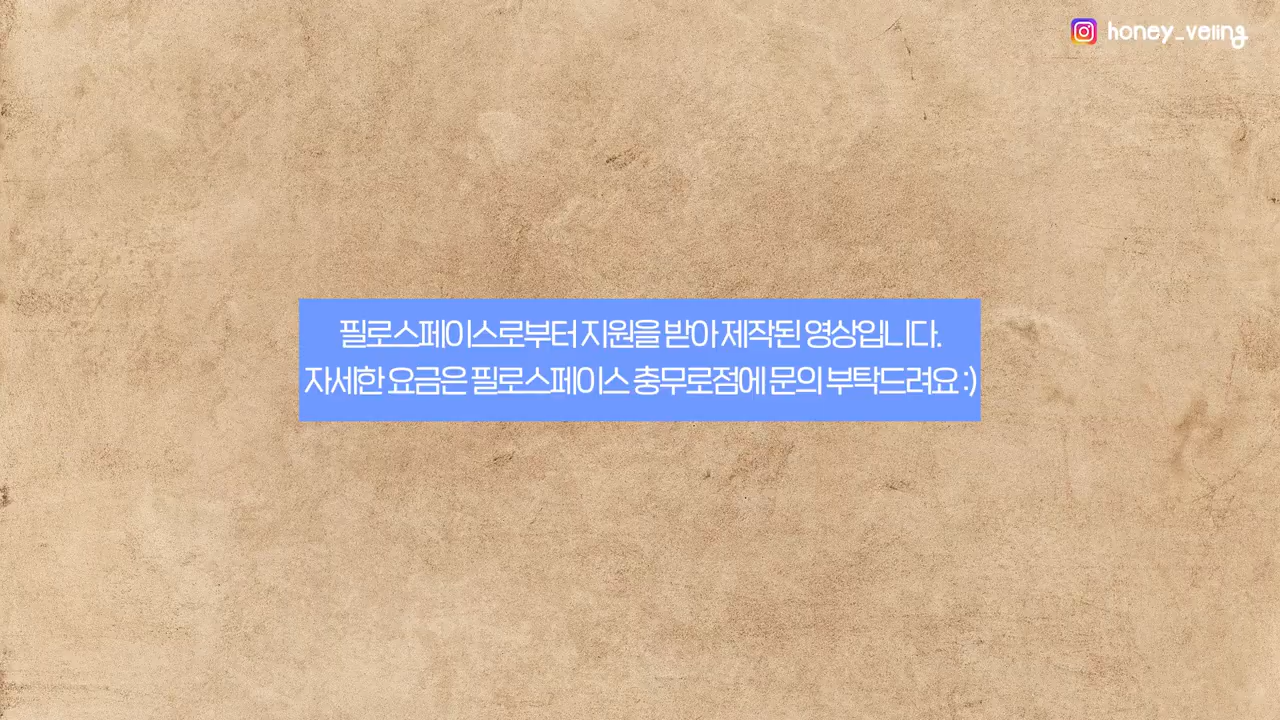 honey_veiing
필로스페이스로부터 지원을 받아 제작된 영상입니다.
자세한 요금은 필로스페이스 충무로점에 문의 부탁드려요 :)